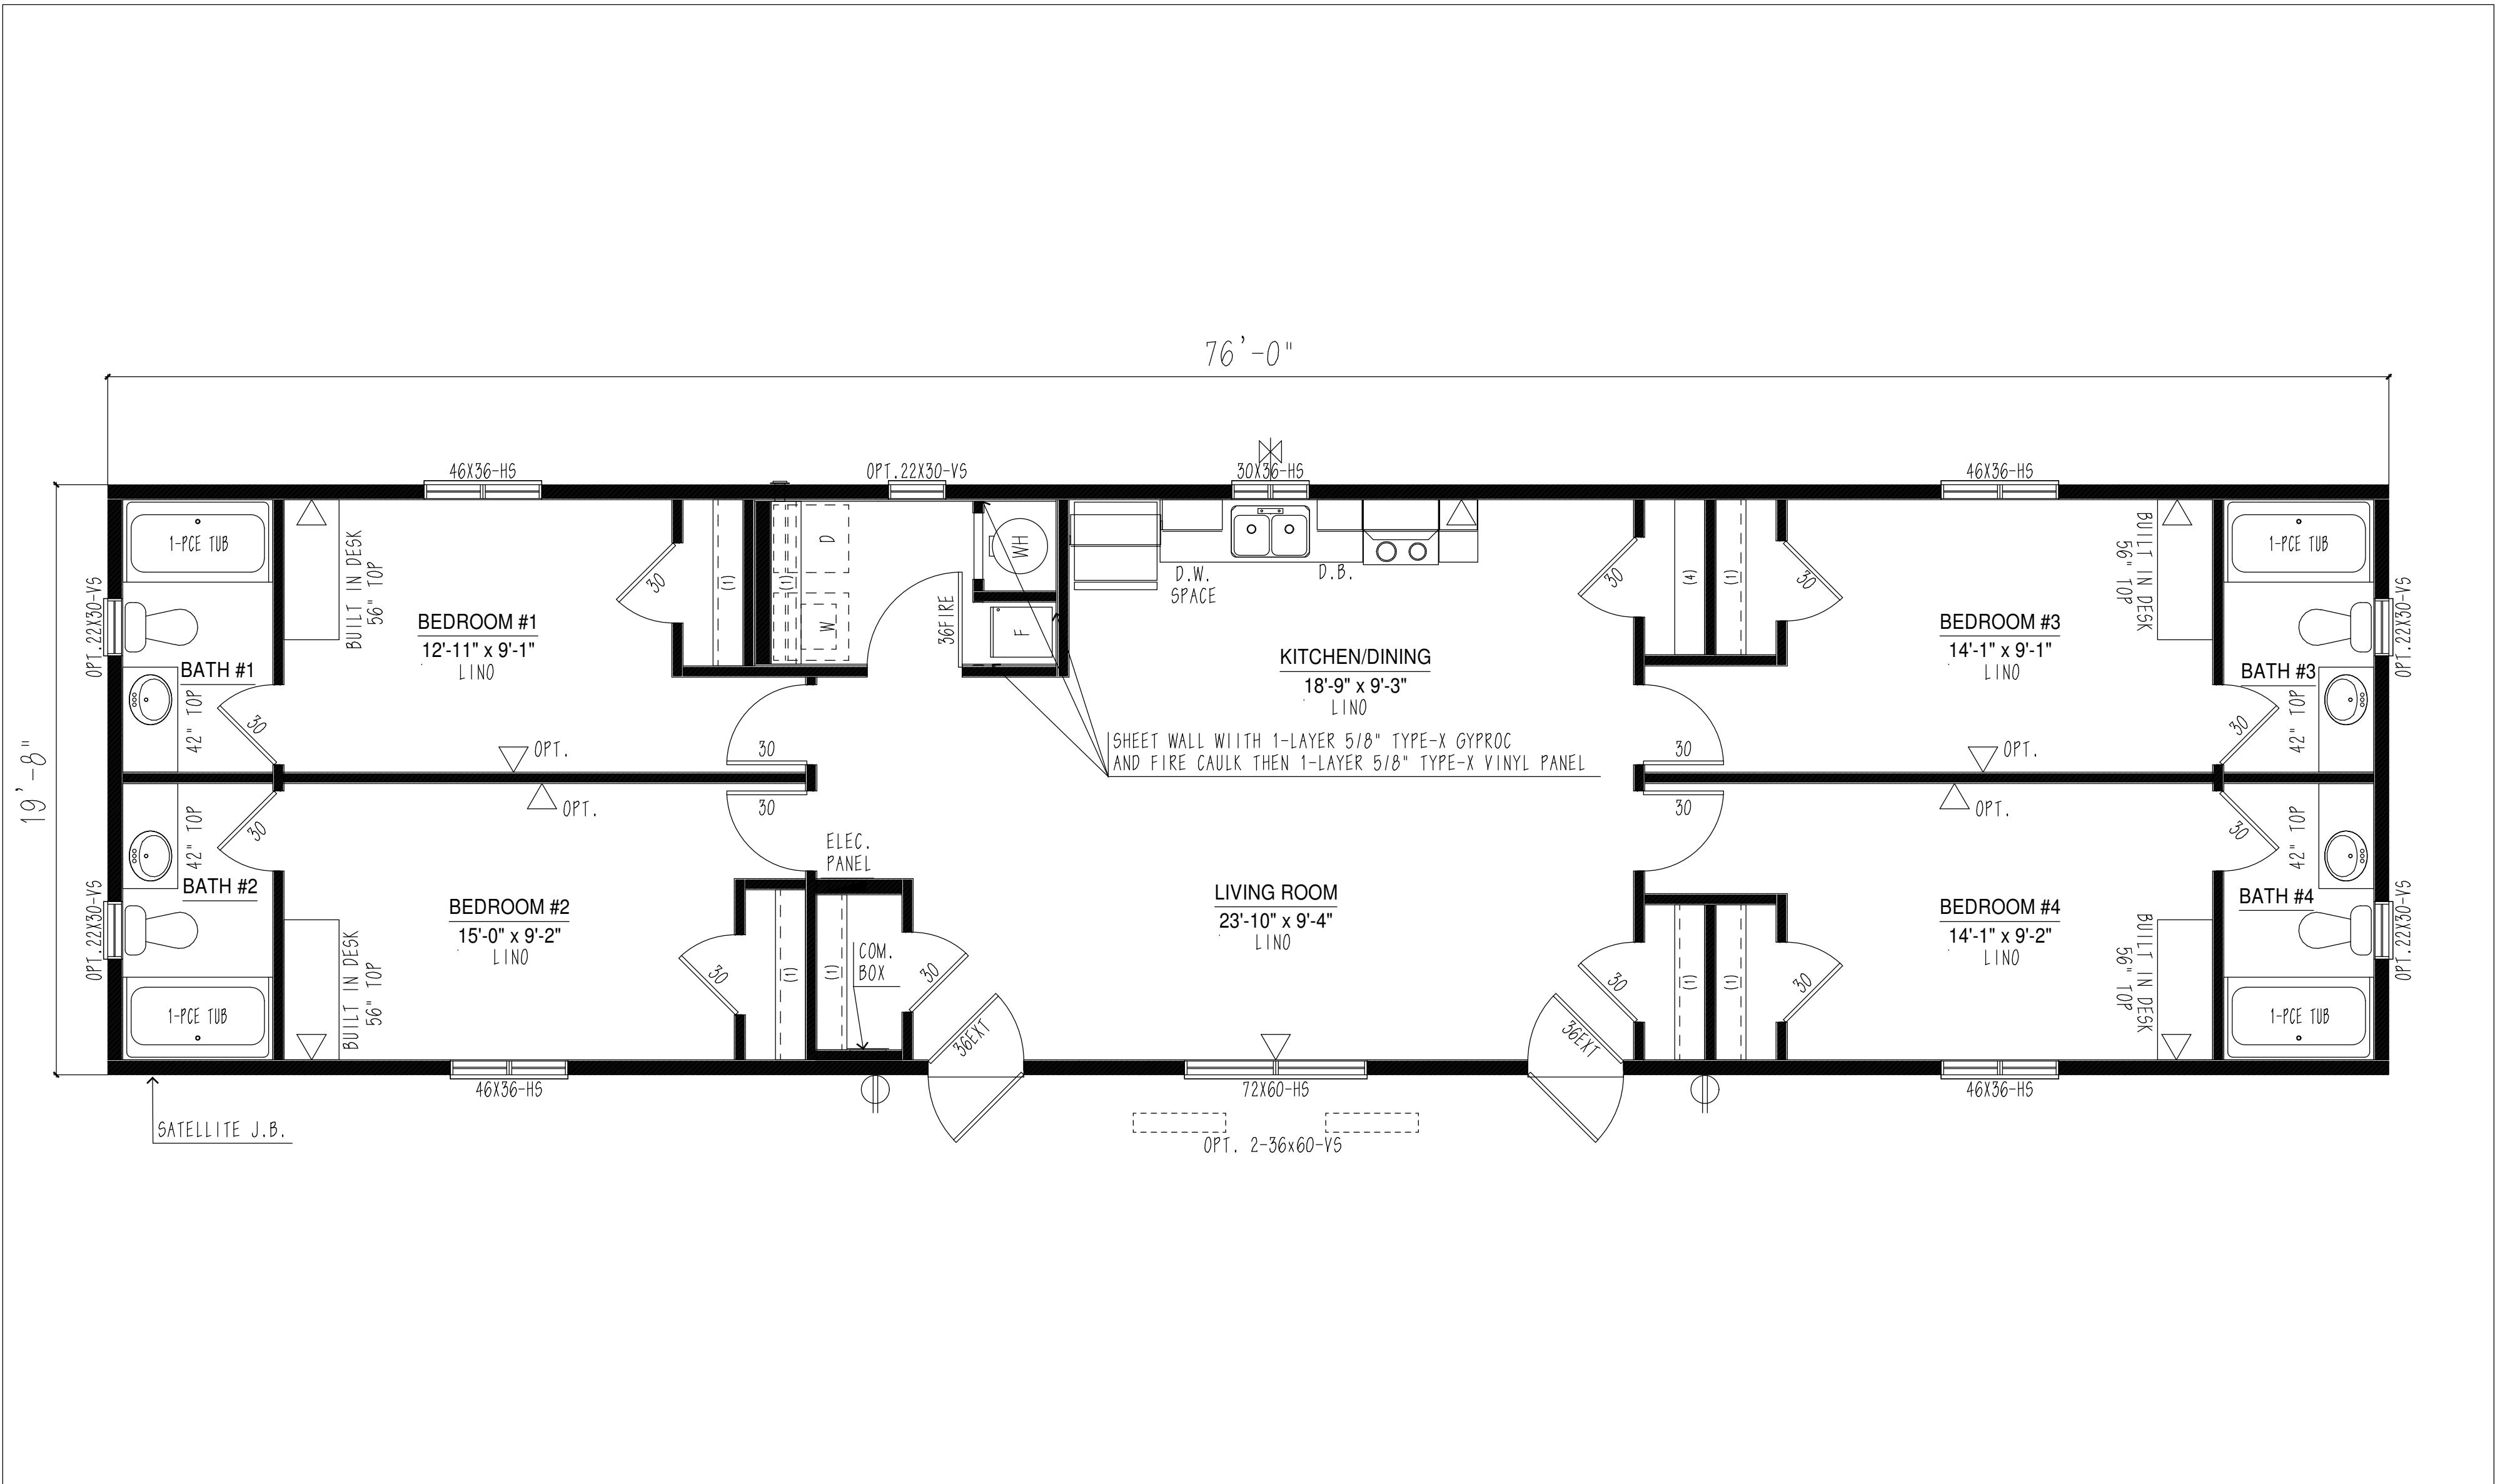 76'-0"
19'-8"
46X36-HS
OPT.22X30-VS
30X36-HS
46X36-HS
1-PCE TUB
BUILT IN DESK
56" TOP
30
(1)
(1)
D
W
WH
F
36FIRE
D.W.
SPACE
D.B.
30
(4)
(1)
30
BUILT IN DESK
56" TOP
1-PCE TUB
OPT.22X30-VS
BATH #1
42" TOP
30
BEDROOM #1
12'-11" x 9'-1"
LINO
KITCHEN/DINING
18'-9" x 9'-3"
LINO
BEDROOM #3
14'-1" x 9'-1"
LINO
BATH #3
42" TOP
30
OPT.22X30-VS
OPT.
30
SHEET WALL WIITH 1-LAYER 5/8" TYPE-X GYPROC
AND FIRE CAULK THEN 1-LAYER 5/8" TYPE-X VINYL PANEL
30
OPT.
OPT.
30
30
OPT.
42" TOP
30
BATH #2
OPT.22X30-VS
1-PCE TUB
BUILT IN DESK
56" TOP
BEDROOM #2
15'-0" x 9'-2"
LINO
30
(1)
(1)
ELEC.
PANEL
COM.
BOX
30
36EXT
LIVING ROOM
23'-10" x 9'-4"
LINO
36EXT
30
(1)
(1)
30
BEDROOM #4
14'-1" x 9'-2"
LINO
BUILT IN DESK
56" TOP
30
42" TOP
BATH #4
1-PCE TUB
OPT.22X30-VS
46X36-HS
72X60-HS
46X36-HS
SATELLITE J.B.
OPT. 2-36x60-VS